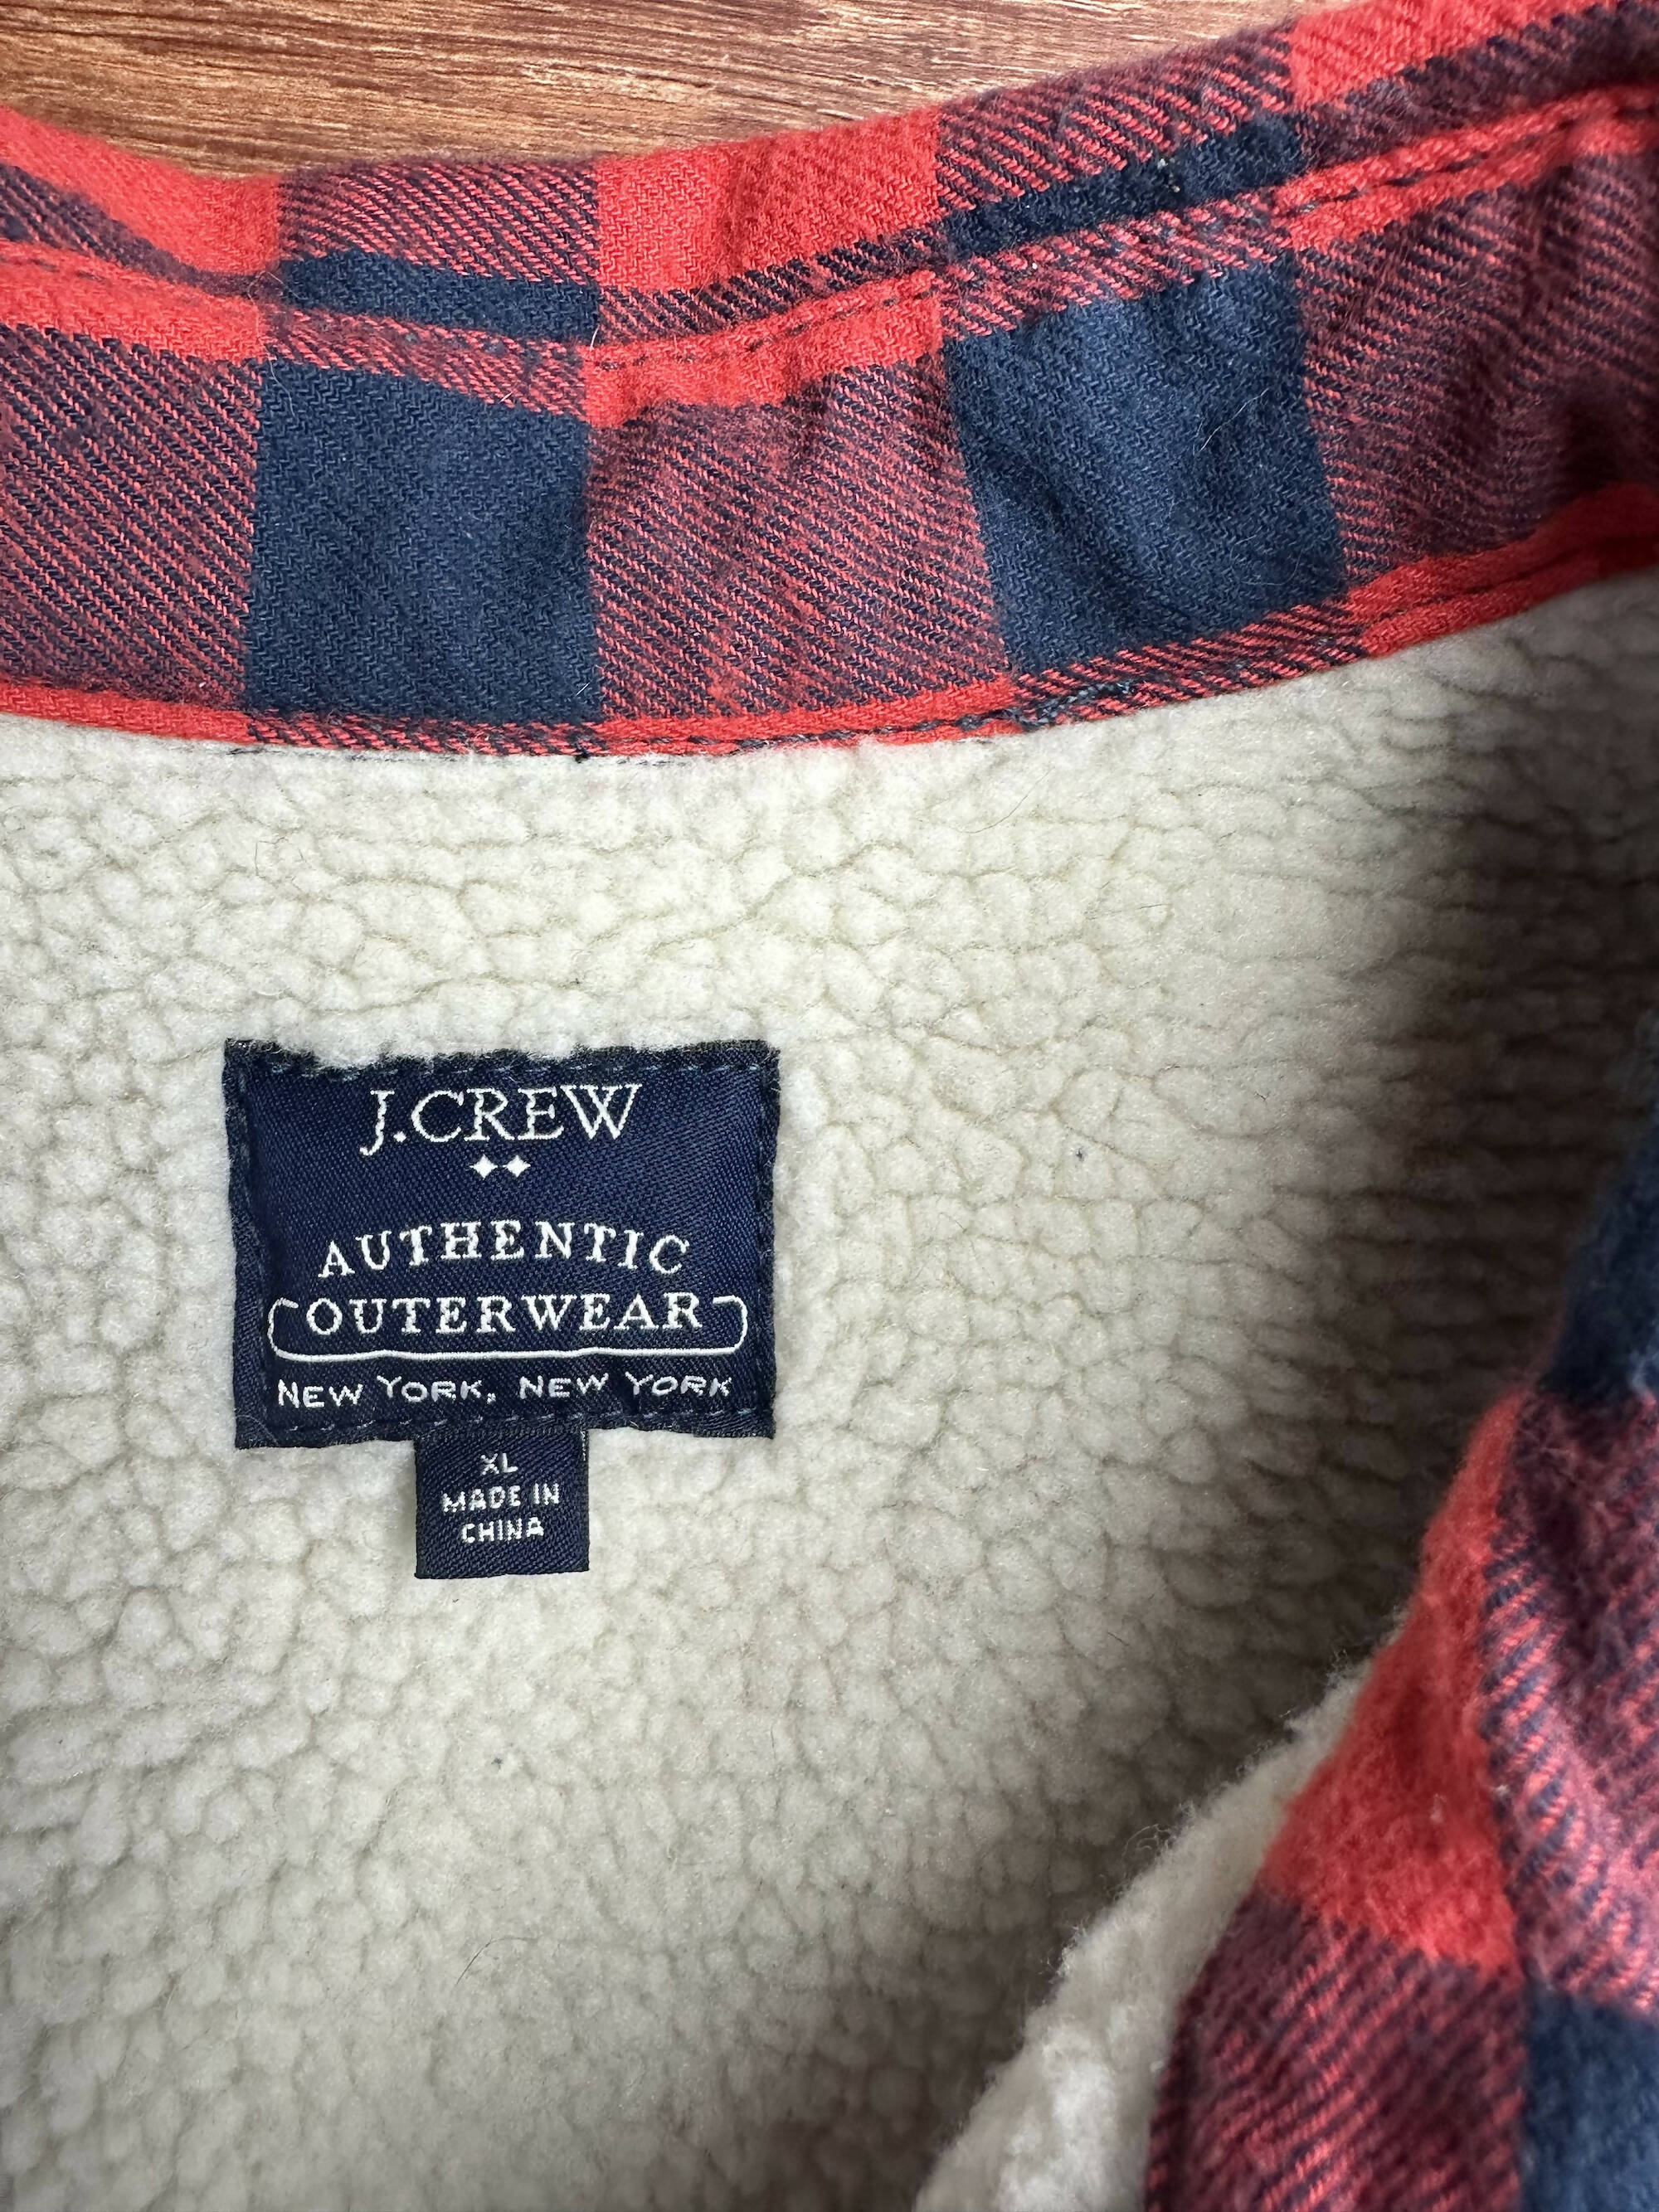 J.CREW
AUTHENTIC
OUTERWEAR
NEW YORK, NEW YORK
XL
MADE IN
CHINA